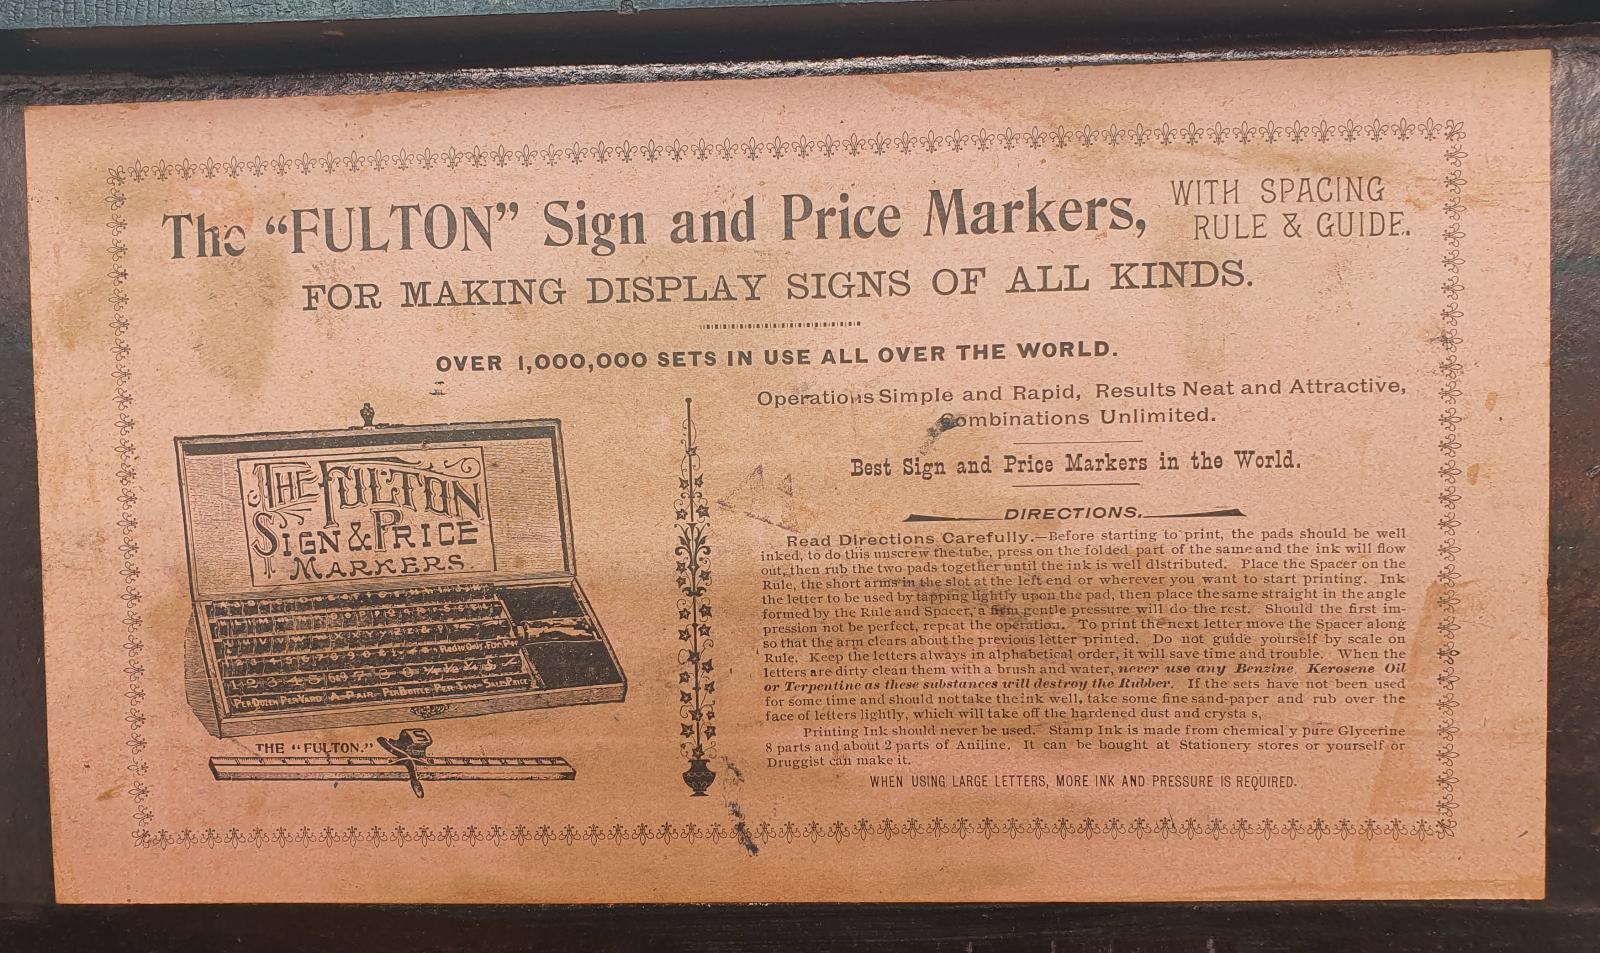 The "FULTON" Sign and Price Markers, WITH SPACING
RULE & GUIDE.
FOR MAKING DISPLAY SIGNS OF ALL KINDS.
OVER 1,000,000 SETS IN USE ALL OVER THE WORLD.
THE FULTON
SIGN & PRICE
MARKERS.
PER DOZEN PER YARD A-PAIR PER BOTTLE PER TON SALE PRICE
THE "FULTON."
Operations Simple and Rapid, Results Neat and Attractive,
Combinations Unlimited.
Best Sign and Price Markers in the World.
DIRECTIONS.
Read Directions Carefully.—Before starting to print, the pads should be well
inked, to do this unscrew the tube, press on the folded part of the same and the ink will flow
out, then rub the two pads together until the ink is well distributed. Place the Spacer on the
Rule, the short arms in the slot at the left end or wherever you want to start printing. Ink
the letter to be used by tapping lightly upon the pad, then place the same straight in the angle
formed by the Rule and Spacer, a firm gentle pressure will do the rest. Should the first im-
pression not be perfect, repeat the operation. To print the next letter move the Spacer along
so that the arm clears about the previous letter printed. Do not guide yourself by scale on
Rule. Keep the letters always in alphabetical order, it will save time and trouble. When the
letters are dirty clean them with a brush and water, never use any Benzine, Kerosene Oil
or Terpentine as these substances will destroy the Rubber. If the sets have not been used
for some time and should not take the ink well, take some fine sand-paper and rub over the
face of letters lightly, which will take off the hardened dust and crysta s,
Printing Ink should never be used. Stamp Ink is made from chemical y pure Glycerine
8 parts and about 2 parts of Aniline. It can be bought at Stationery stores or yourself or
Druggist can make it.
WHEN USING LARGE LETTERS, MORE INK AND PRESSURE IS REQUIRED.